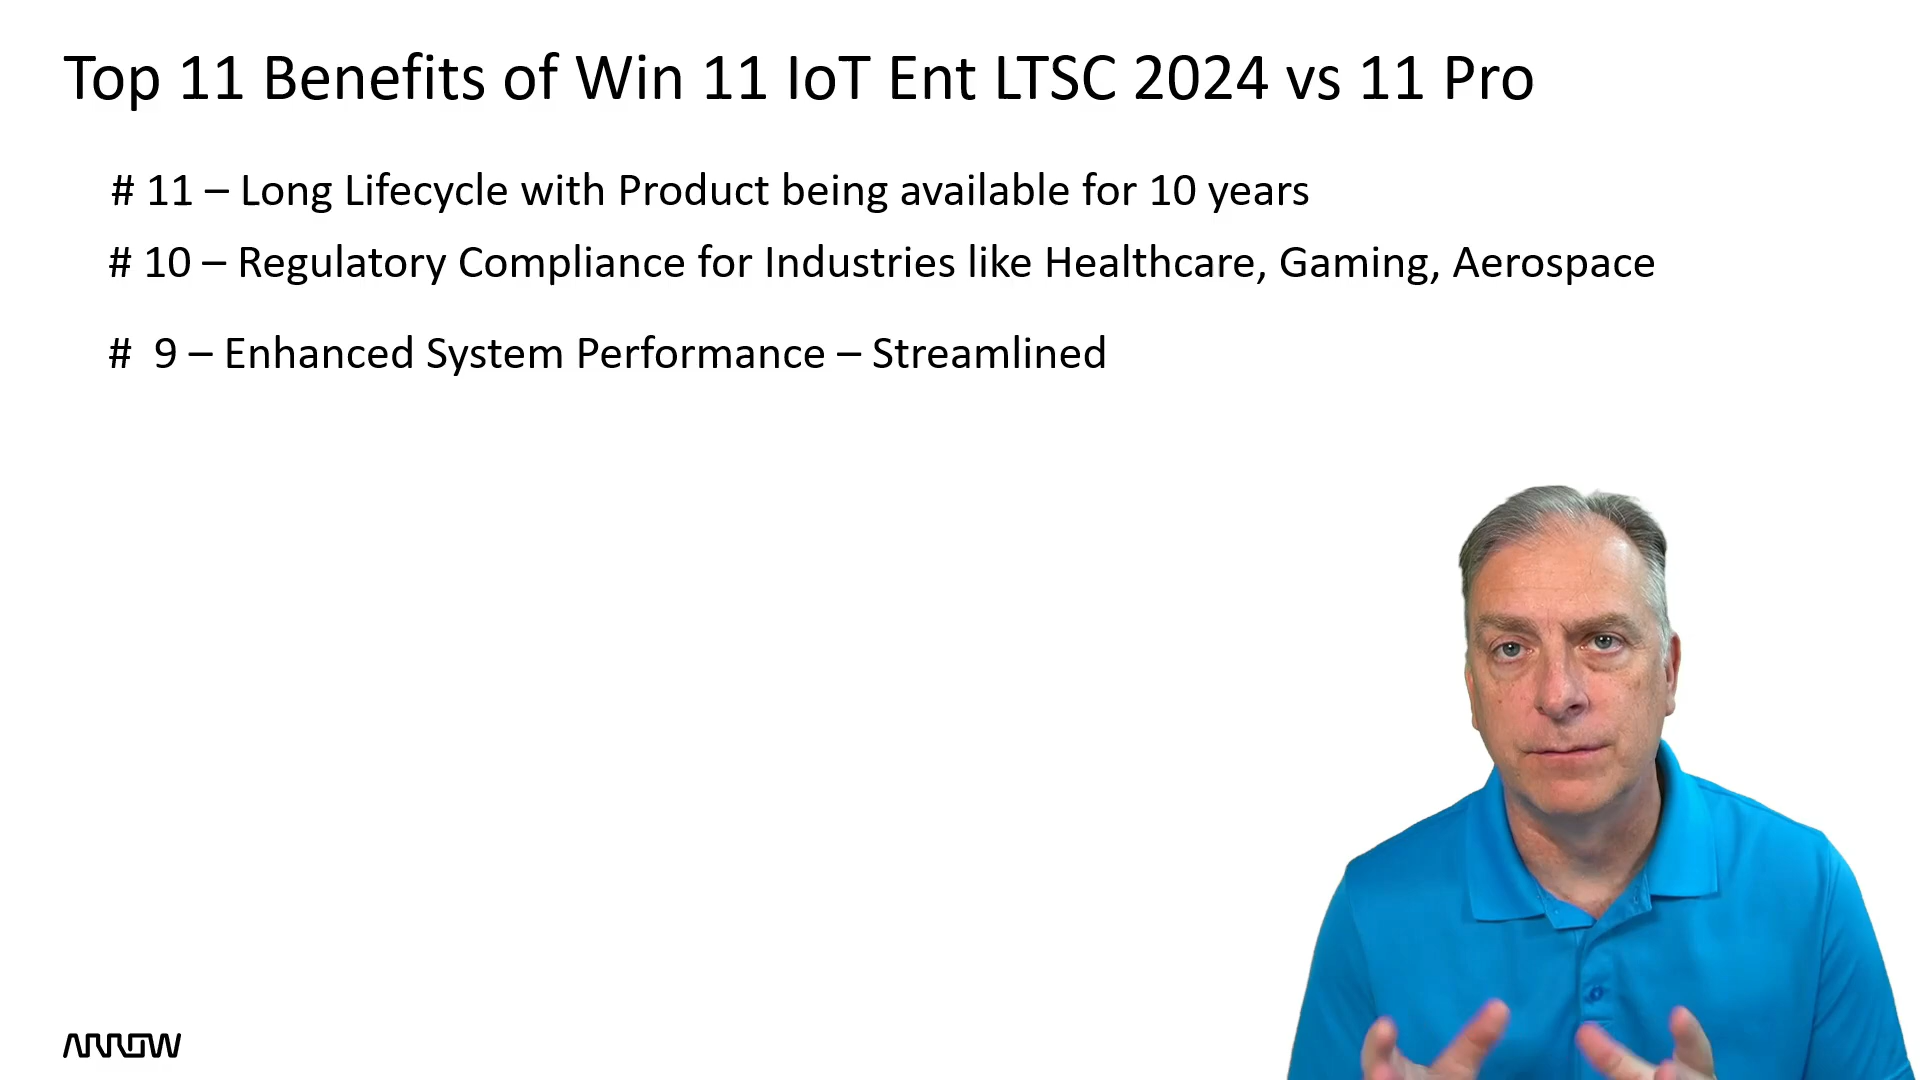 Top 11 Benefits of Win 11 IoT Ent LTSC 2024 vs 11 Pro
# 11 – Long Lifecycle with Product being available for 10 years
# 10 – Regulatory Compliance for Industries like Healthcare, Gaming, Aerospace
# 9 – Enhanced System Performance – Streamlined
ARROW